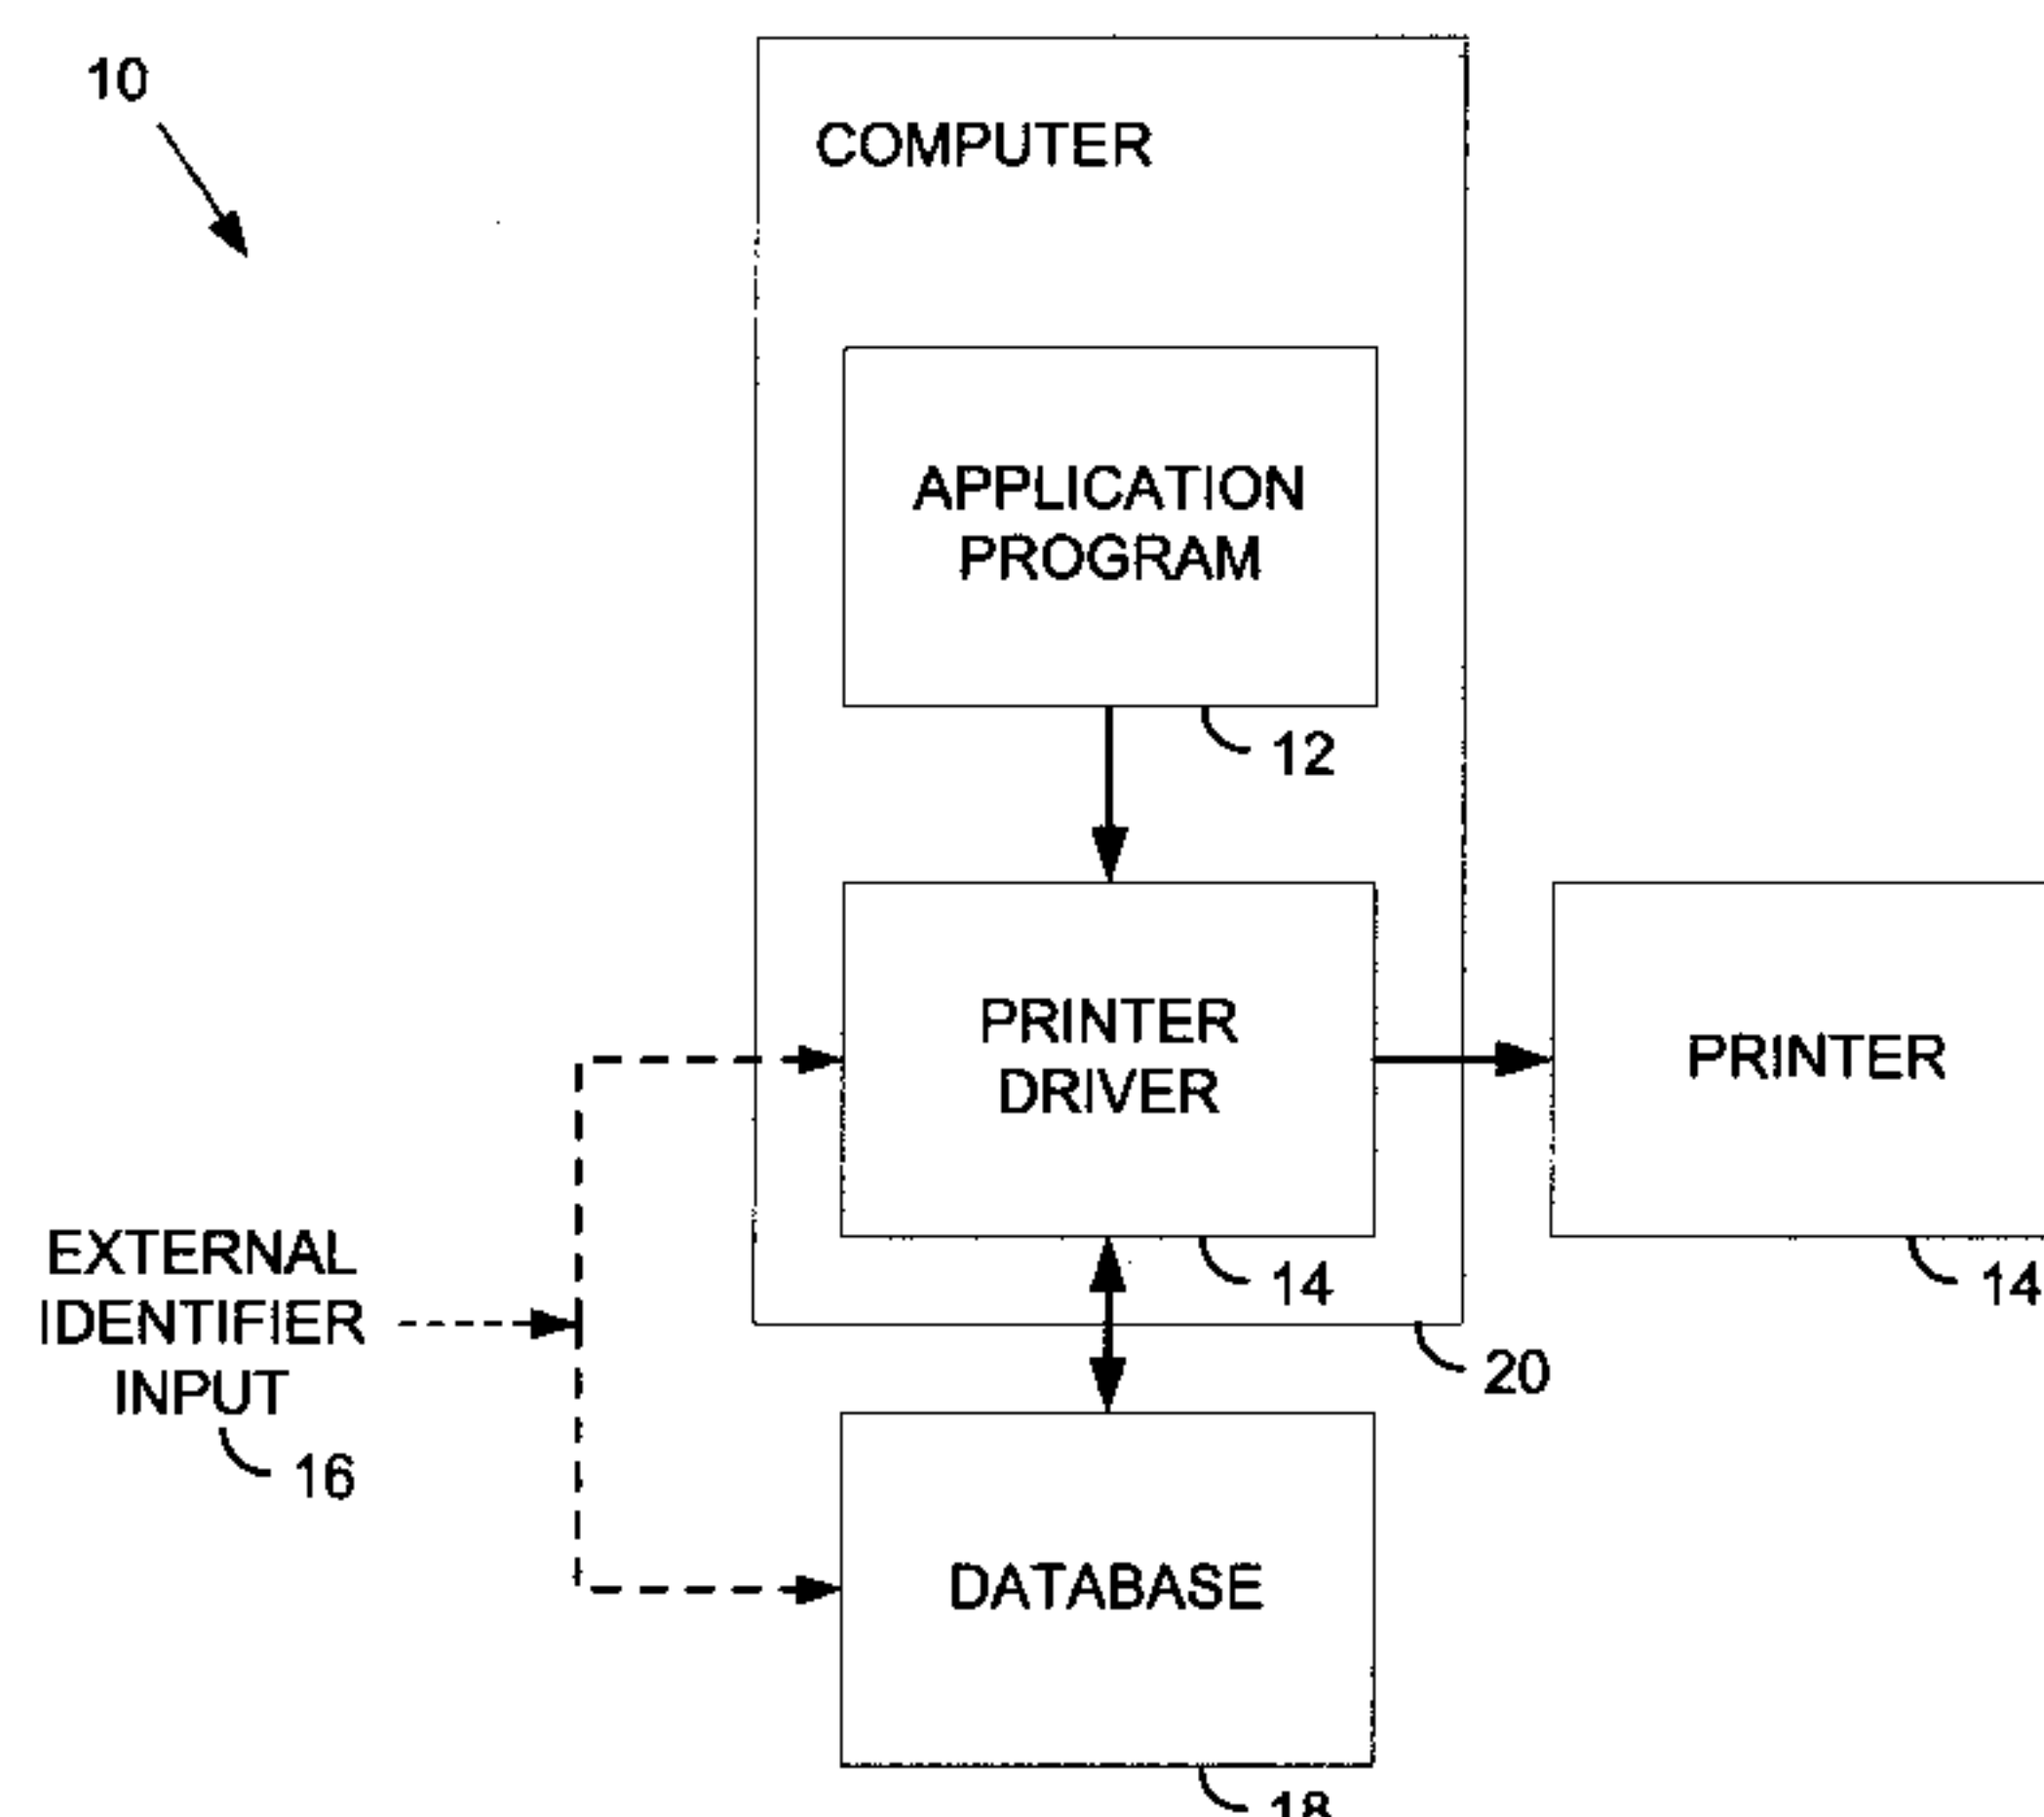 10
COMPUTER
APPLICATION
PROGRAM
12
PRINTER
DRIVER
14
PRINTER
14
20
EXTERNAL
IDENTIFIER
INPUT
16
DATABASE
18